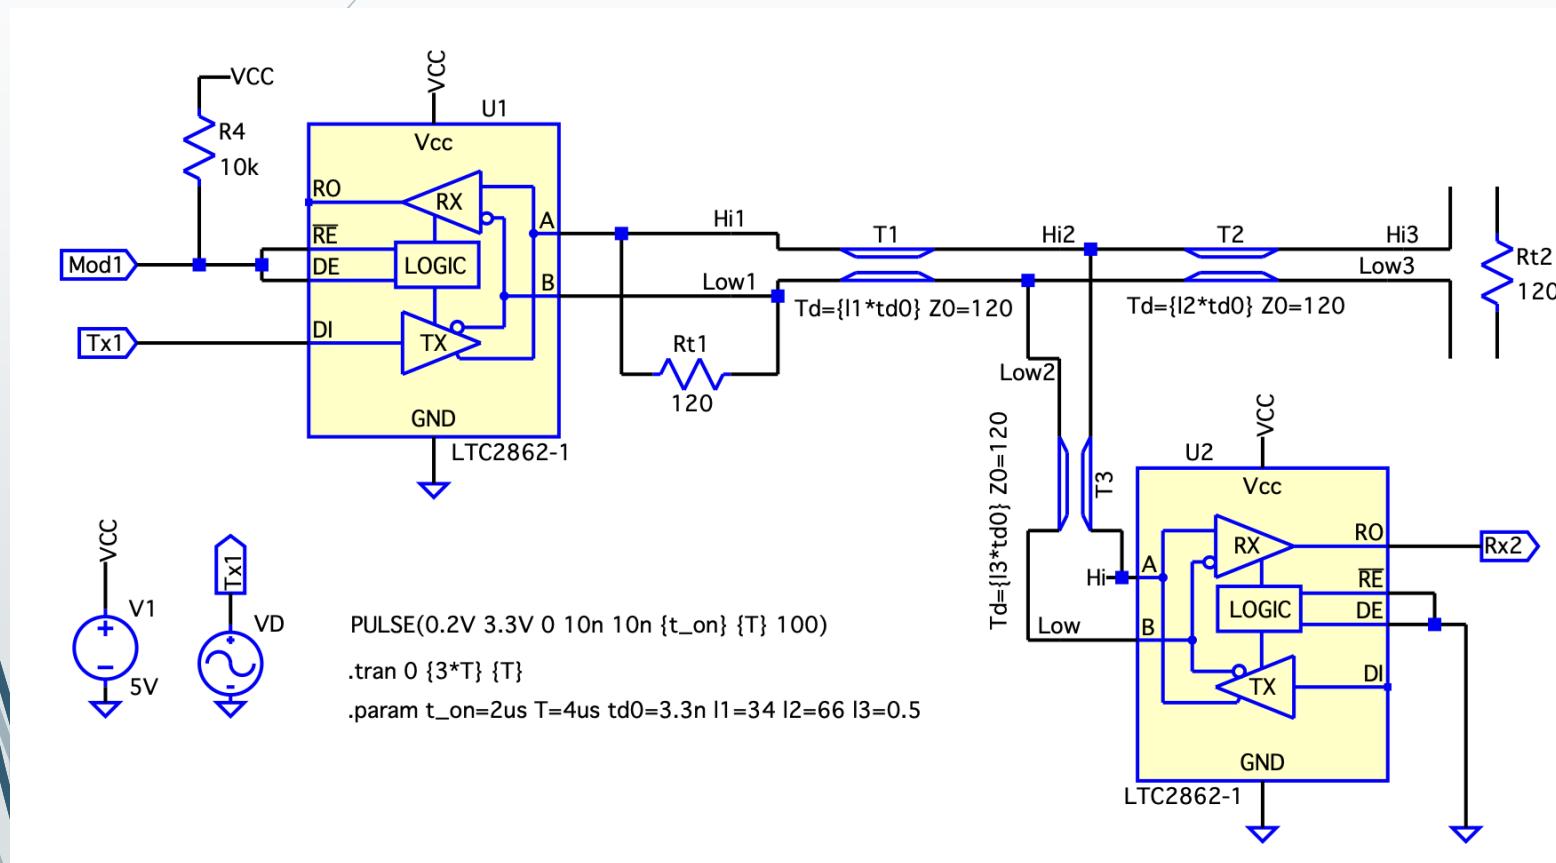 VCC
R4
10k
Mod1
Tx1
VCC
U1
Vcc
RO
RX
RE
DE
LOGIC
A
B
DI
TX
GND
LTC2862-1
Hi1
Low1
Rt1
120
T1
Td={l1*td0} Z0=120
Hi2
T2
Td={l2*td0} Z0=120
Hi3
Low3
Rt2
120
Low2
Td={l3*td0} Z0=120
T3
Hi
Low
VCC
U2
Vcc
RO
RX
RE
DE
LOGIC
A
B
DI
TX
GND
LTC2862-1
Rx2
VCC
V1
5V
Tx1
VD
PULSE(0.2V 3.3V 0 10n 10n {t_on} {T} 100)
.tran 0 {3*T} {T}
.param t_on=2us T=4us td0=3.3n l1=34 l2=66 l3=0.5